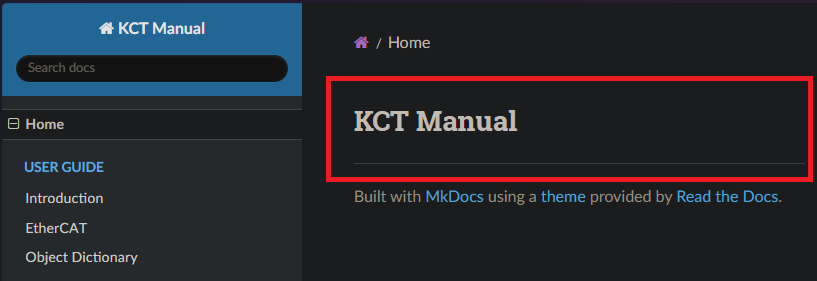 KCT Manual
Search docs
Home
USER GUIDE
Introduction
EtherCAT
Object Dictionary
/ Home
KCT Manual
Built with MkDocs using a theme provided by Read the Docs.